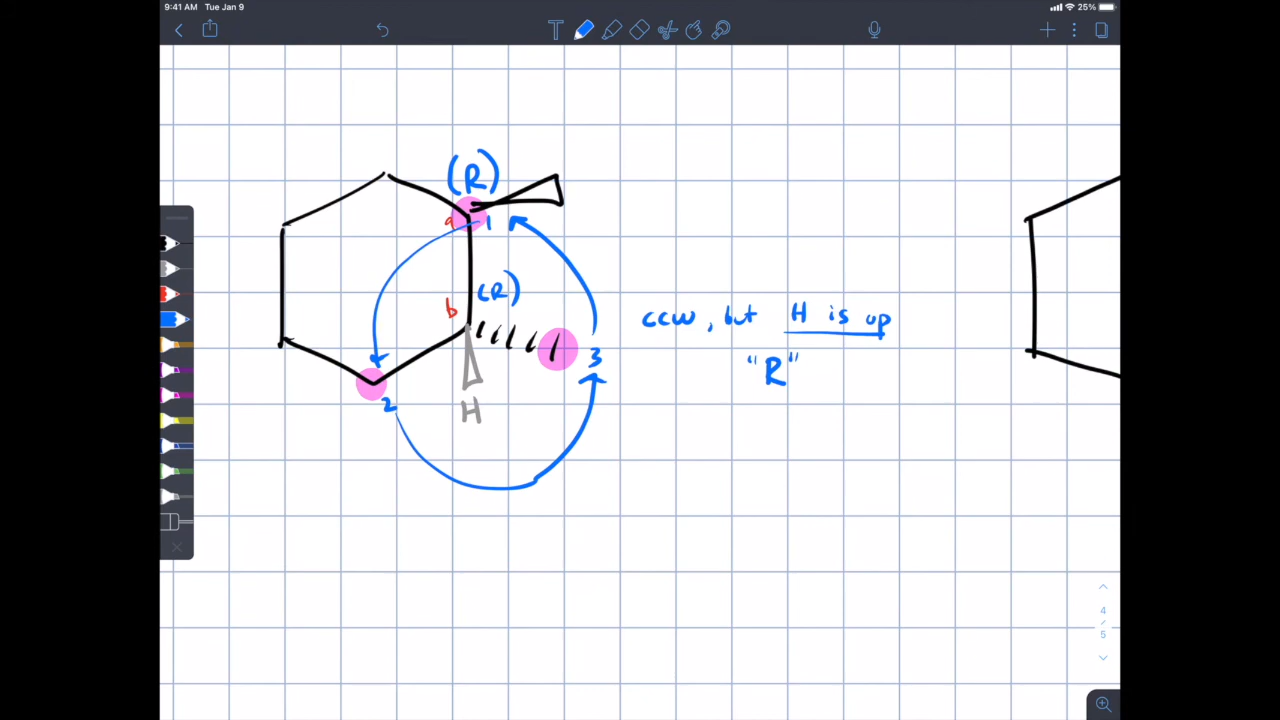 9:41 AM Tue Jan 9
25%
T
(R)
a 1
(R)
b
ccw, but H is up
3
"R"
2
H
4
/
5